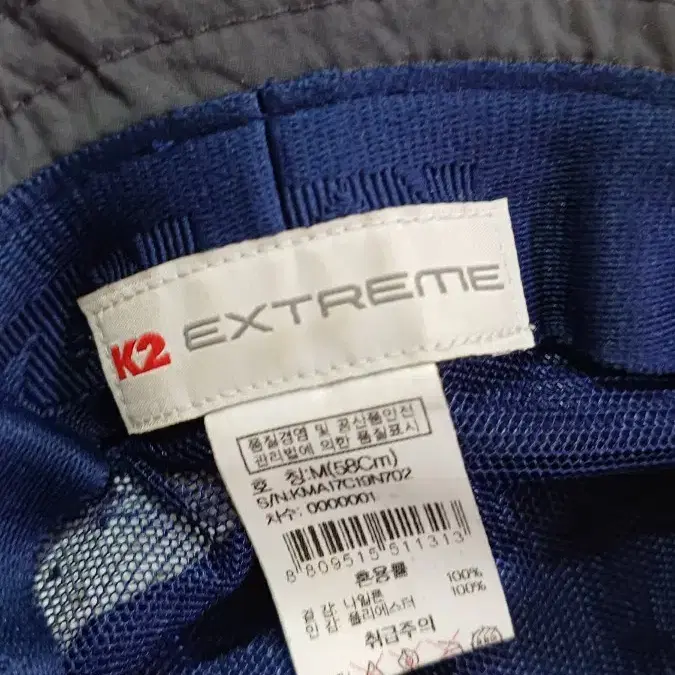 K2 EXTREME
품질경영 및 공산품안전
관리법에 의한 품질표시
호 칭:M(58Cm)
S/N.KMA17C19N702
차수: 0000001
8 809515 511313
혼용률
겉감 나일론 100%
안감 폴리에스터 100%
취급주의